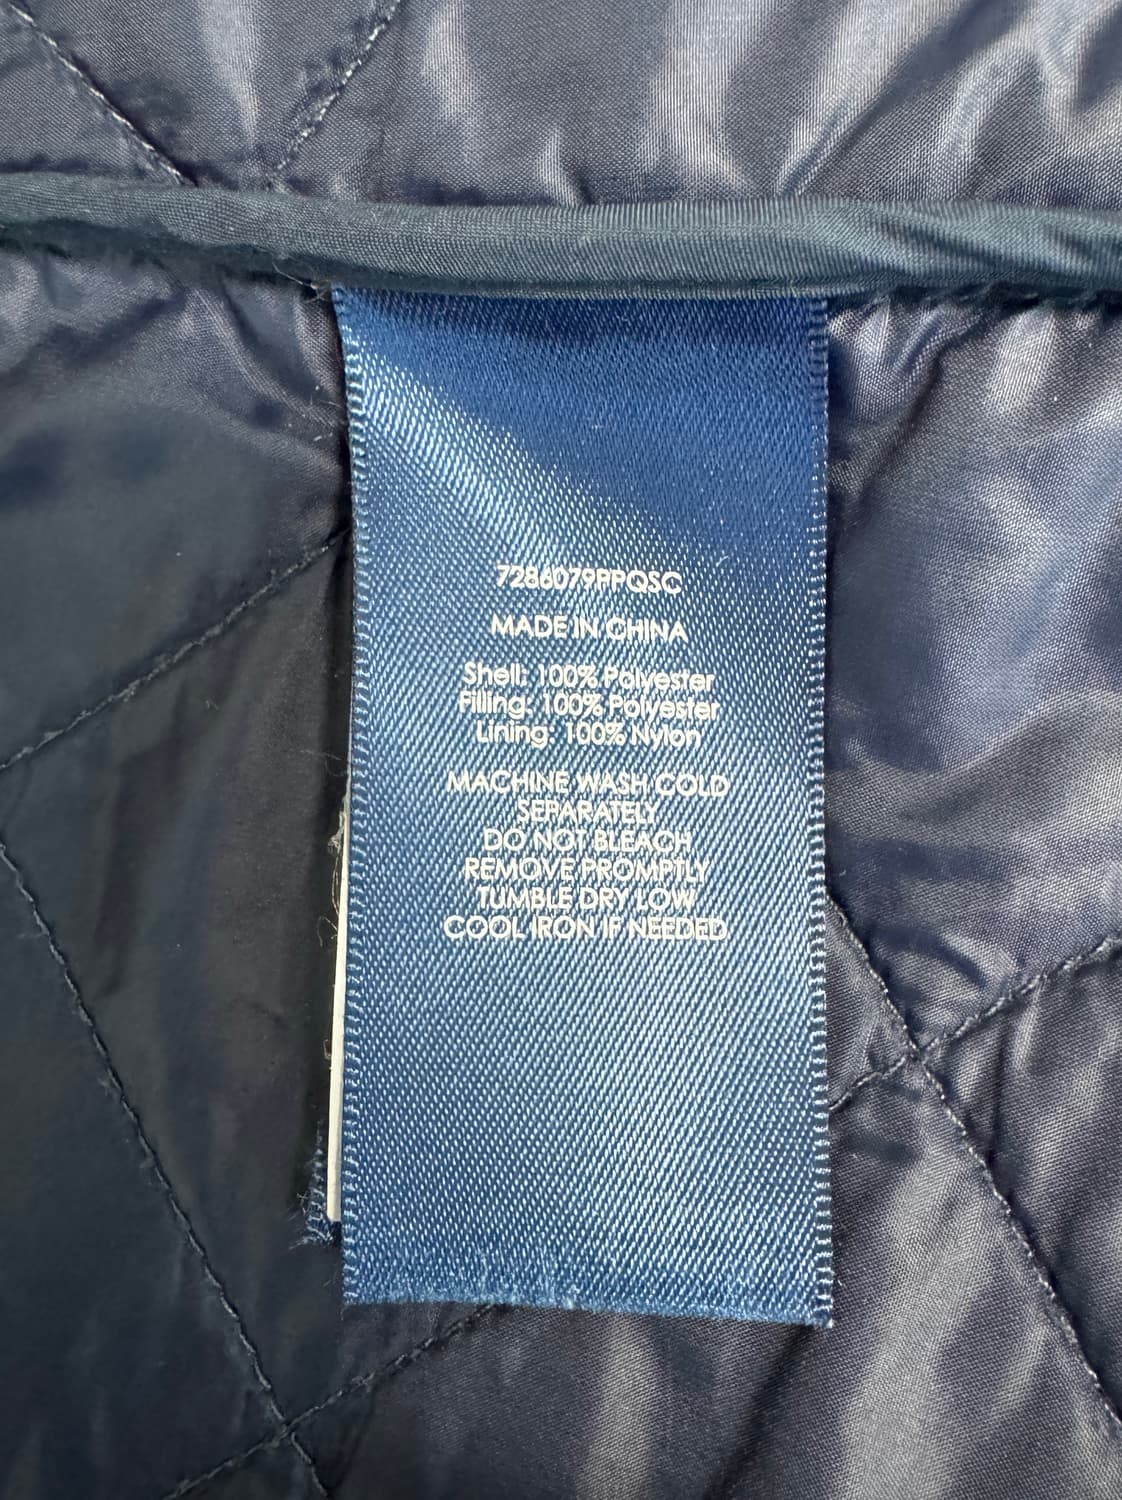 7286079PPQSC
MADE IN CHINA
Shell: 100% Polyester
Filling: 100% Polyester
Lining: 100% Nylon
MACHINE WASH COLD
SEPARATELY
DO NOT BLEACH
REMOVE PROMPTLY
TUMBLE DRY LOW
COOL IRON IF NEEDED